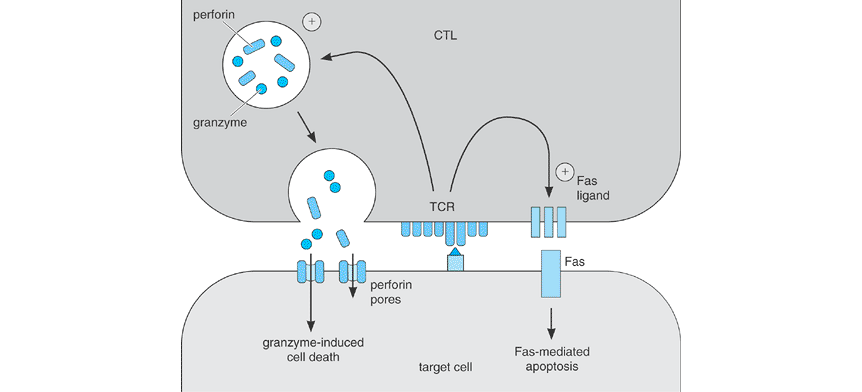 perforin
+
CTL
granzyme
+
Fas
ligand
TCR
Fas
perforin
pores
granzyme-induced
cell death
target cell
Fas-mediated
apoptosis